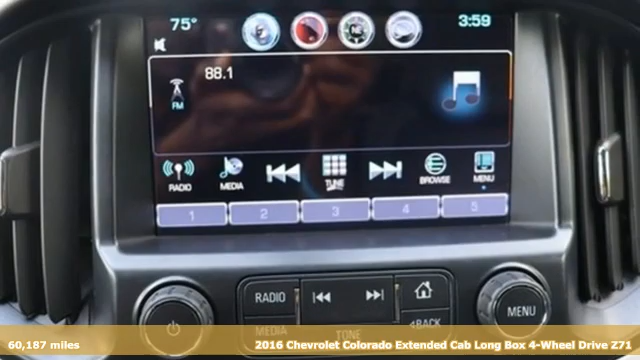 75°
3:59
88.1
FM
RADIO
MEDIA
TUNE
BROWSE
MENU
1 2 3 4 5
RADIO
MENU
MEDIA
TUNE
BACK
60,187 miles
2016 Chevrolet Colorado Extended Cab Long Box 4-Wheel Drive Z71